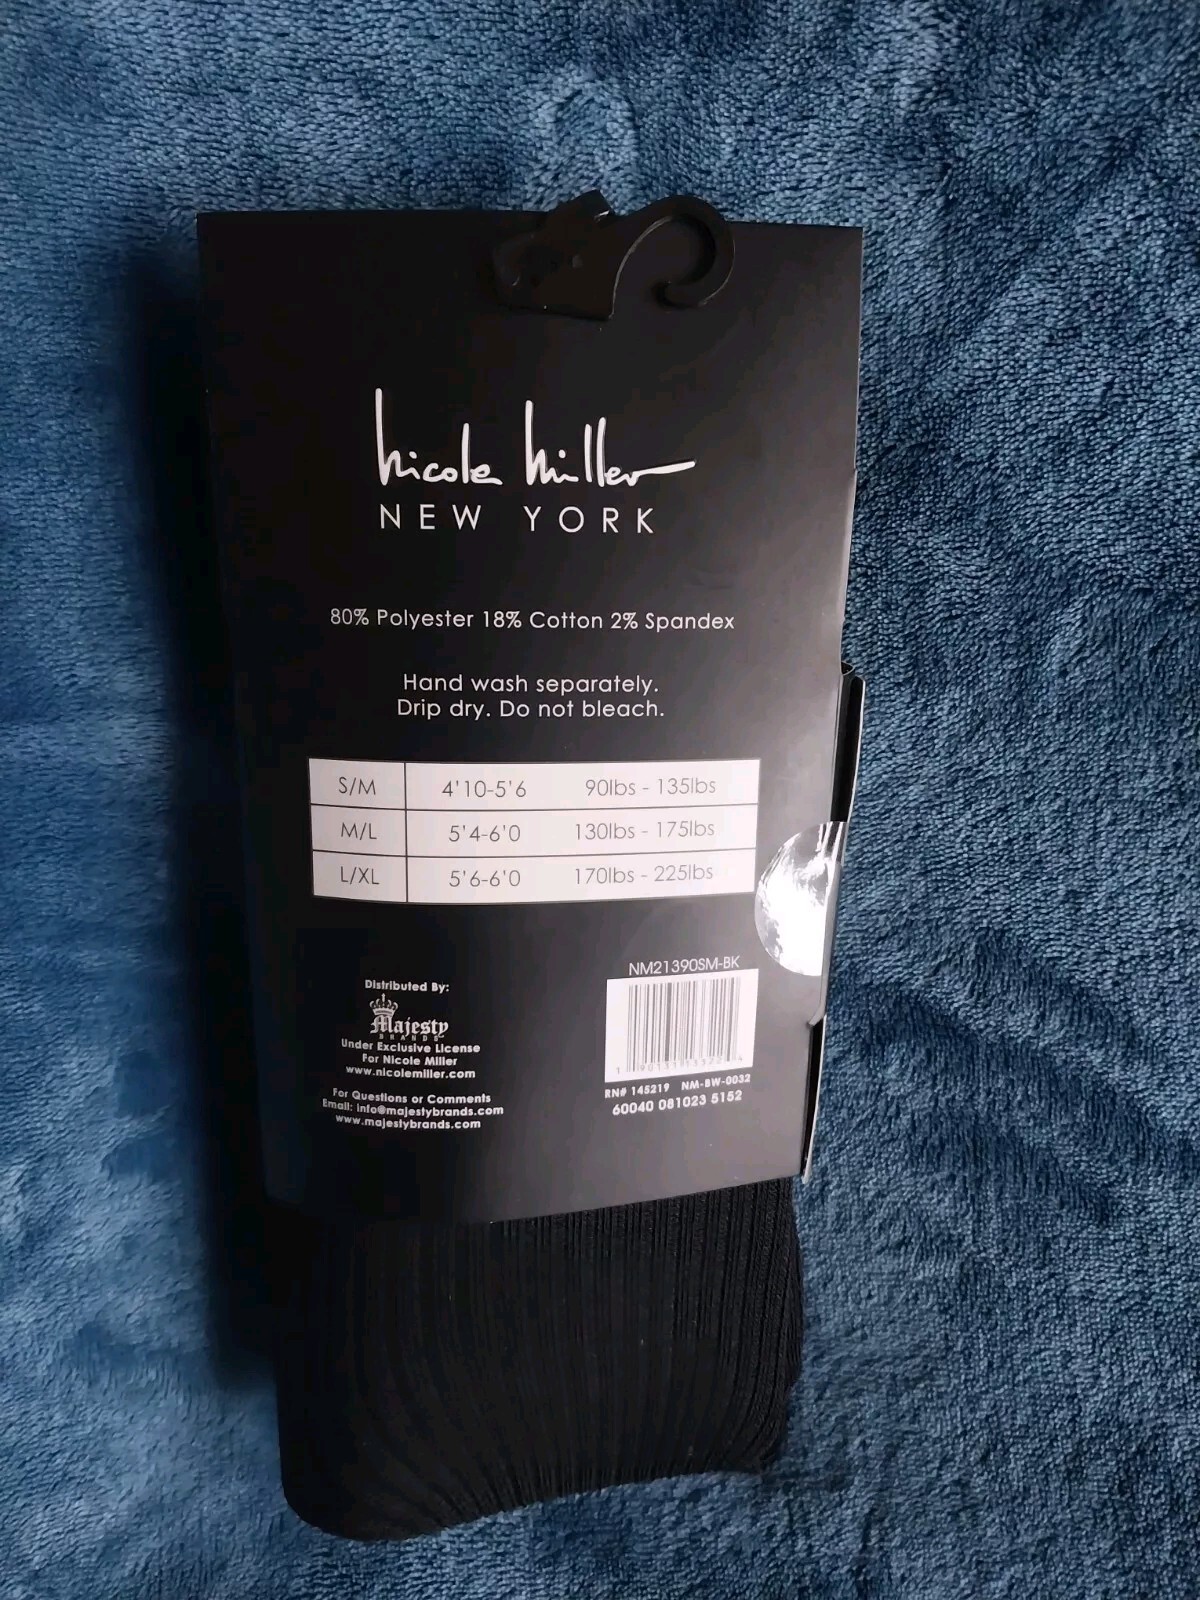 nicole miller
NEW YORK
80% Polyester 18% Cotton 2% Spandex
Hand wash separately.
Drip dry. Do not bleach.
S/M 4'10-5'6 90lbs - 135lbs
M/L 5'4-6'0 130lbs - 175lbs
L/XL 5'6-6'0 170lbs - 225lbs
Distributed By:
Majesty
BRANDS
Under Exclusive License
For Nicole Miller
www.nicolemiller.com
For Questions or Comments
Email: info@majestybrands.com
www.majestybrands.com
NM21390SM-BK
RN# 145219 NM-BW-0032
60040 081023 5152